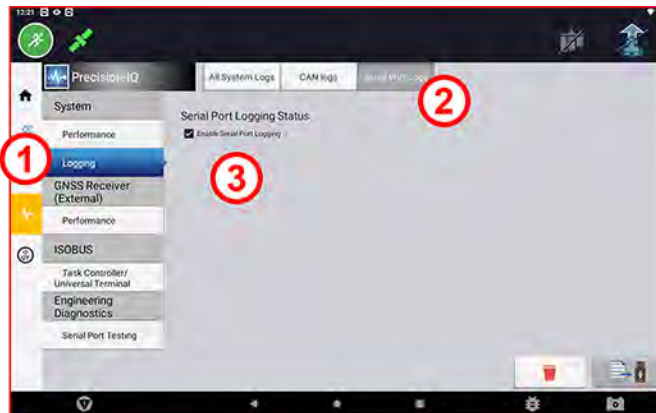 12:21
Precision-IQ
All System Logs
CAN logs
Serial Port Logs
2
System
Serial Port Logging Status
Performance
Enable Serial Port Logging
1
Logging
3
GNSS Receiver
(External)
Performance
ISOBUS
Task Controller/
Universal Terminal
Engineering
Diagnostics
Serial Port Testing